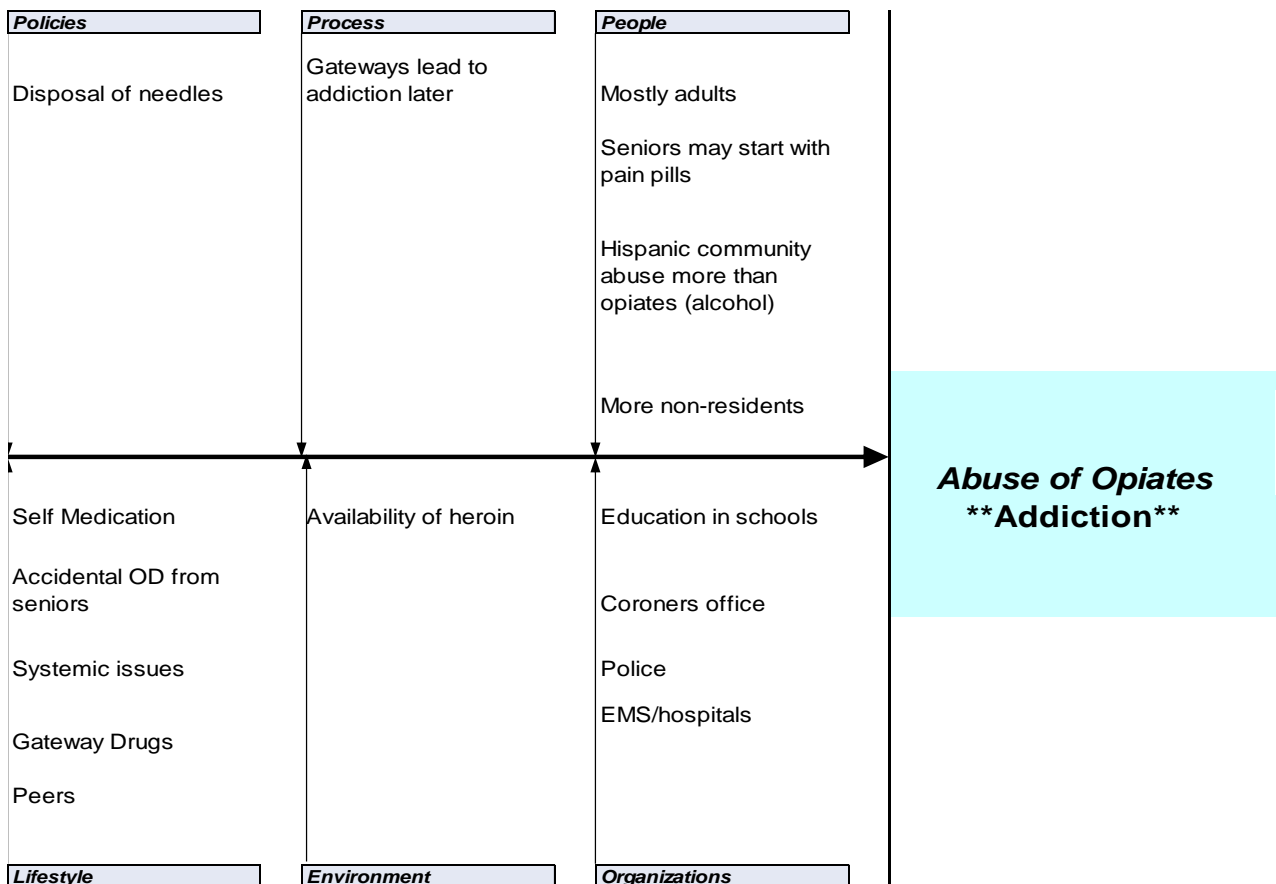 Policies
Process
People
Disposal of needles
Gateways lead to
addiction later
Mostly adults
Seniors may start with
pain pills
Hispanic community
abuse more than
opiates (alcohol)
More non-residents
Abuse of Opiates
**Addiction**
Self Medication
Accidental OD from
seniors
Systemic issues
Gateway Drugs
Peers
Availability of heroin
Education in schools
Coroners office
Police
EMS/hospitals
Lifestyle
Environment
Organizations